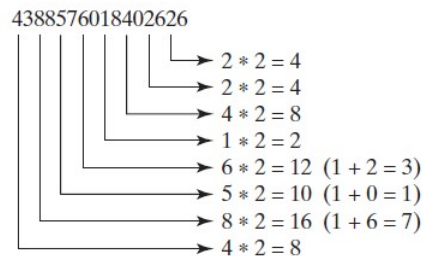 4388576018402626
2 * 2 = 4
2 * 2 = 4
4 * 2 = 8
1 * 2 = 2
6 * 2 = 12 (1 + 2 = 3)
5 * 2 = 10 (1 + 0 = 1)
8 * 2 = 16 (1 + 6 = 7)
4 * 2 = 8